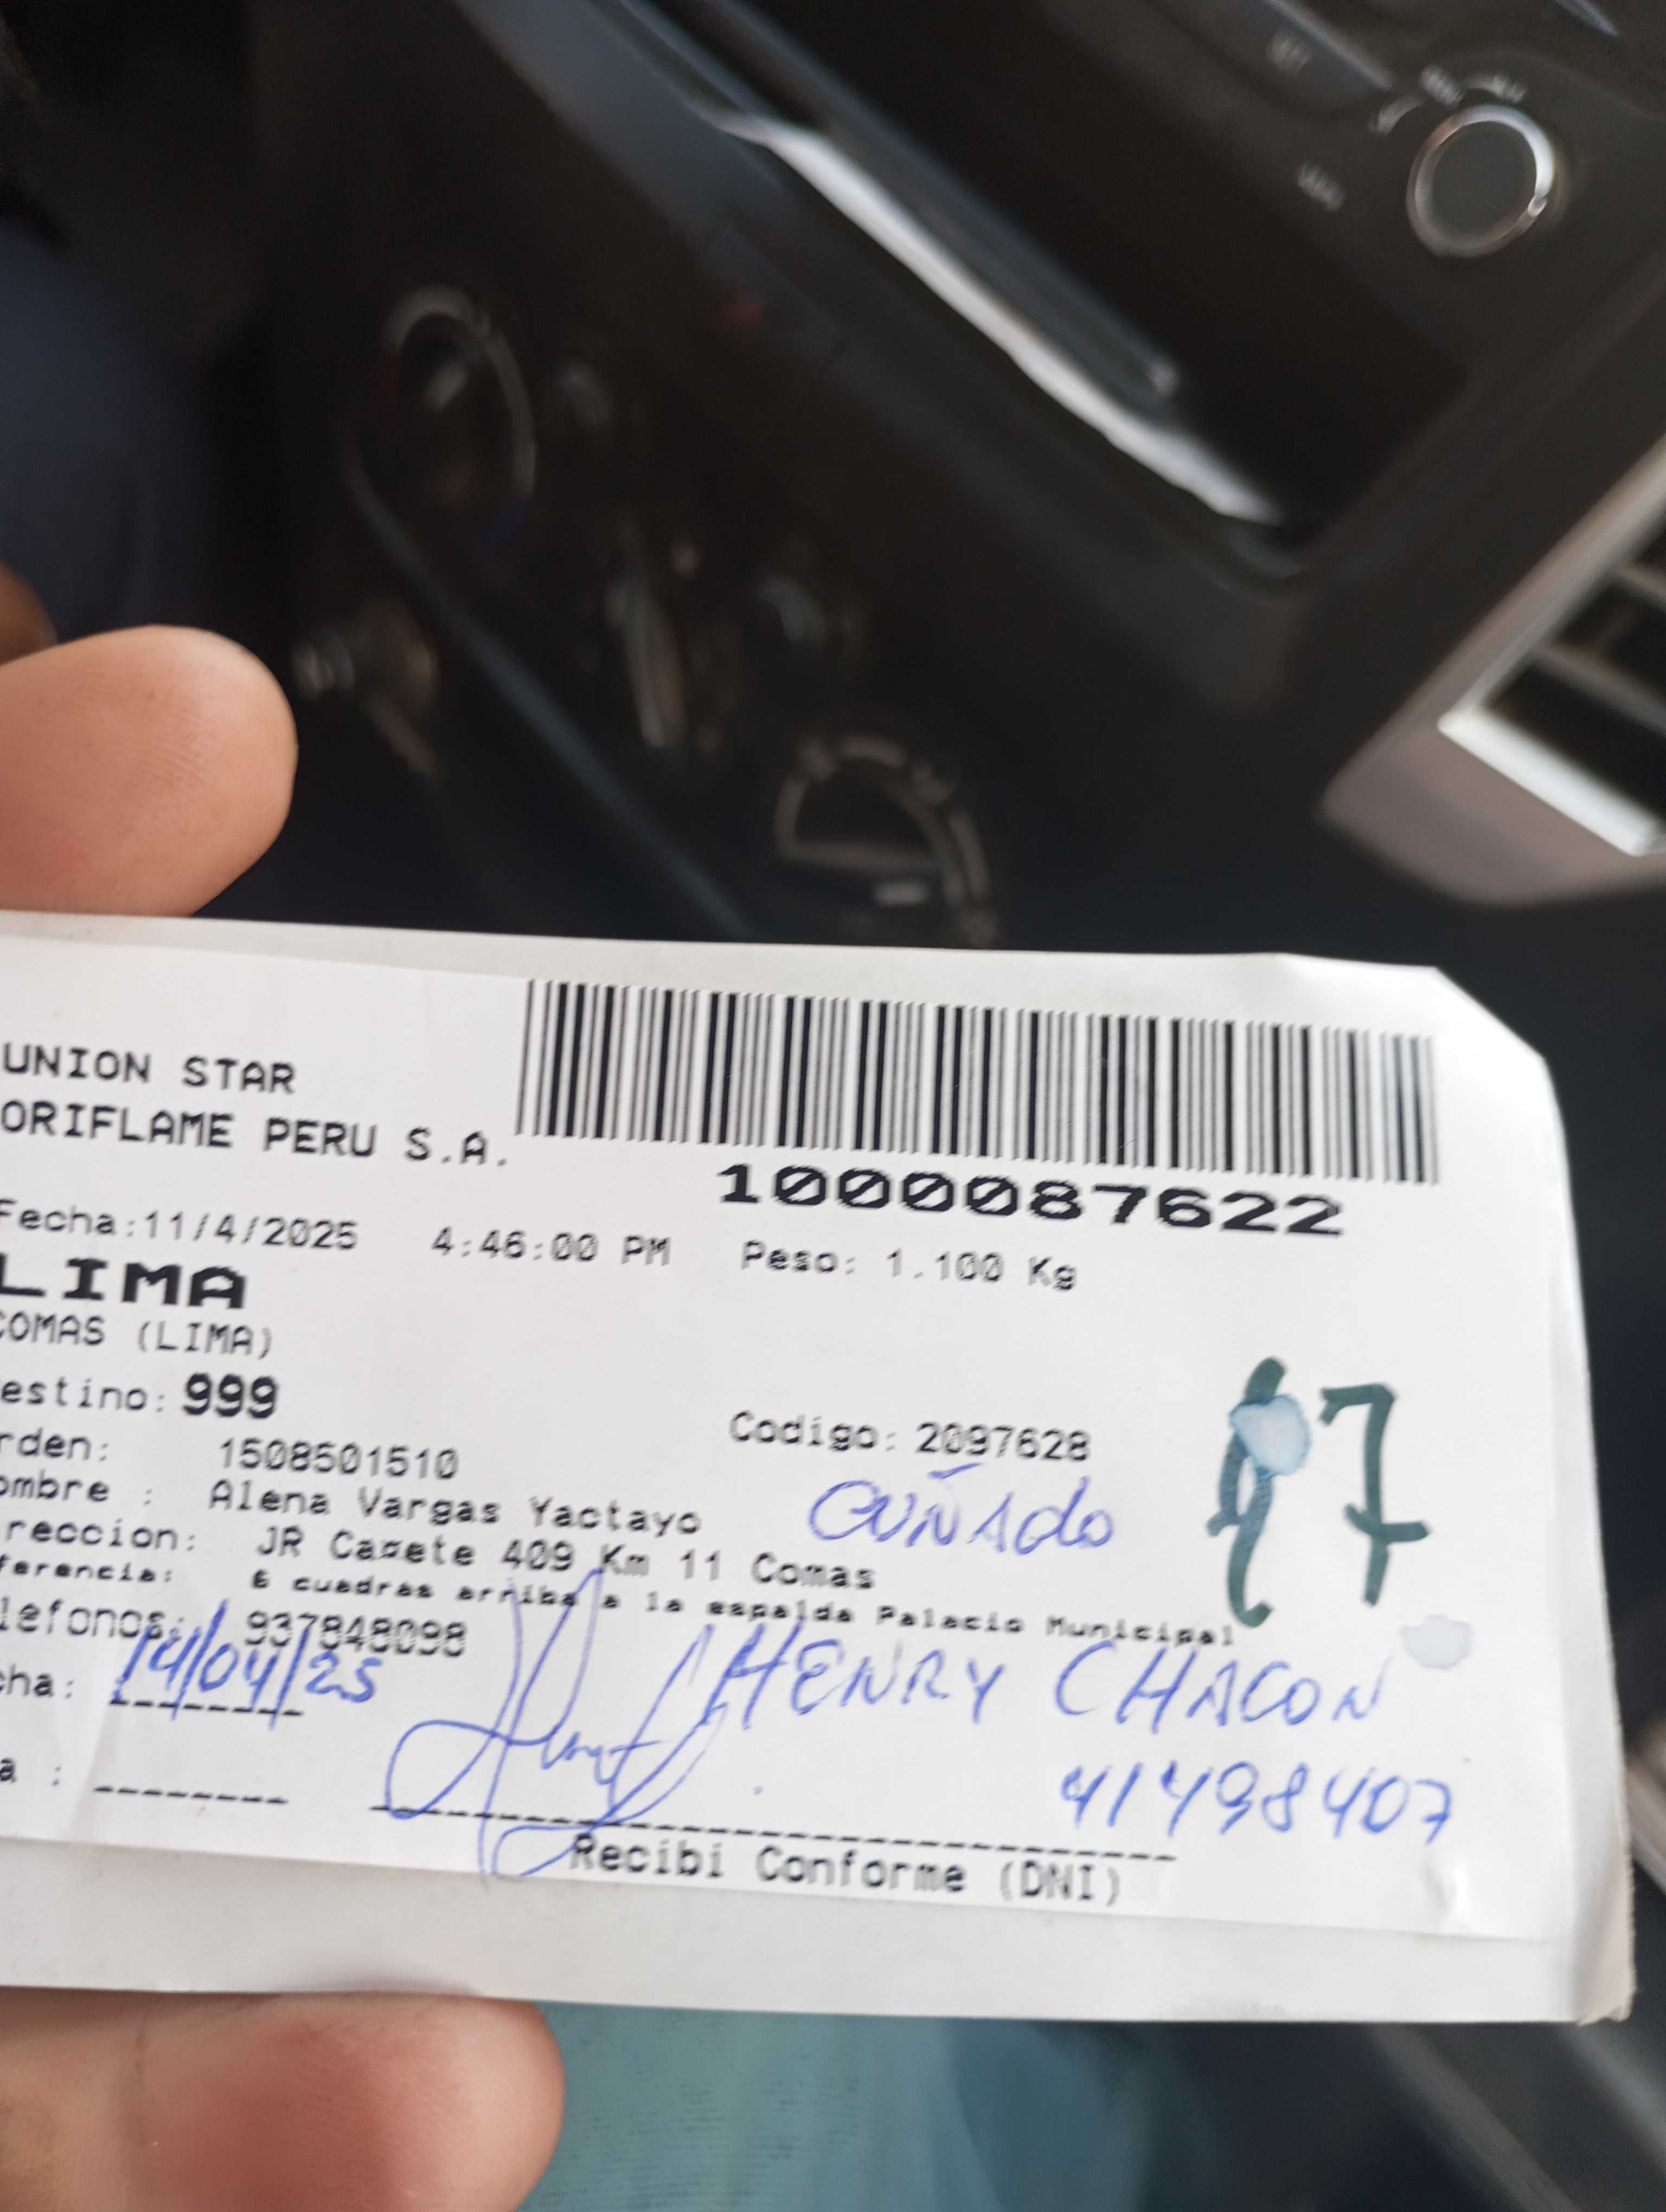 UNION STAR
ORIFLAME PERU S.A.
1000087622
Fecha:11/4/2025 4:46:00 PM Peso: 1.100 Kg
LIMA
COMAS (LIMA)
estino: 999
rden: 1508501510 Codigo: 2097628
ombre : Alena Vargas Yactayo CUÑAdo
reccion: JR Casete 409 Km 11 Comas
ferencia: 6 cuadras arriba a la espalda Palacio Municipal
lefonos: 937848098
cha: 14/04/25 HENRY CHACON
a : 41498407
Recibi Conforme (DNI)